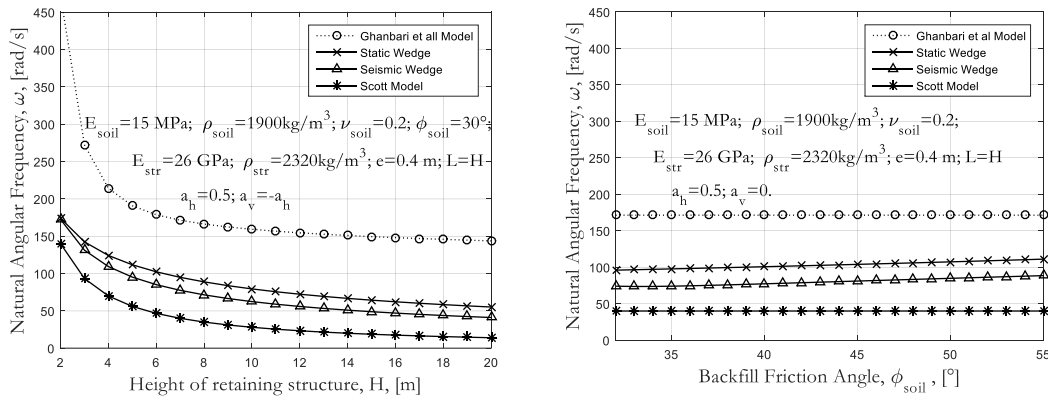 450
400
350
300
250
200
150
100
50
0
Natural Angular Frequency, ω, [rad/s]
Ghanbari et all Model
Static Wedge
Seismic Wedge
Scott Model
E_soil=15 MPa; ρ_soil=1900kg/m³; ν_soil=0.2; ϕ_soil=30°;
E_str=26 GPa; ρ_str=2320kg/m³; e=0.4 m; L=H
a_h=0.5; a_v=-a_h
2 4 6 8 10 12 14 16 18 20
Height of retaining structure, H, [m]
450
400
350
300
250
200
150
100
50
0
Natural Angular Frequency, ω, [rad/s]
Ghanbari et al Model
Static Wedge
Seismic Wedge
Scott Model
E_soil=15 MPa; ρ_soil=1900kg/m³; ν_soil=0.2;
E_str=26 GPa; ρ_str=2320kg/m³; e=0.4 m; L=H
a_h=0.5; a_v=0.
35 40 45 50 55
Backfill Friction Angle, ϕ_soil , [°]